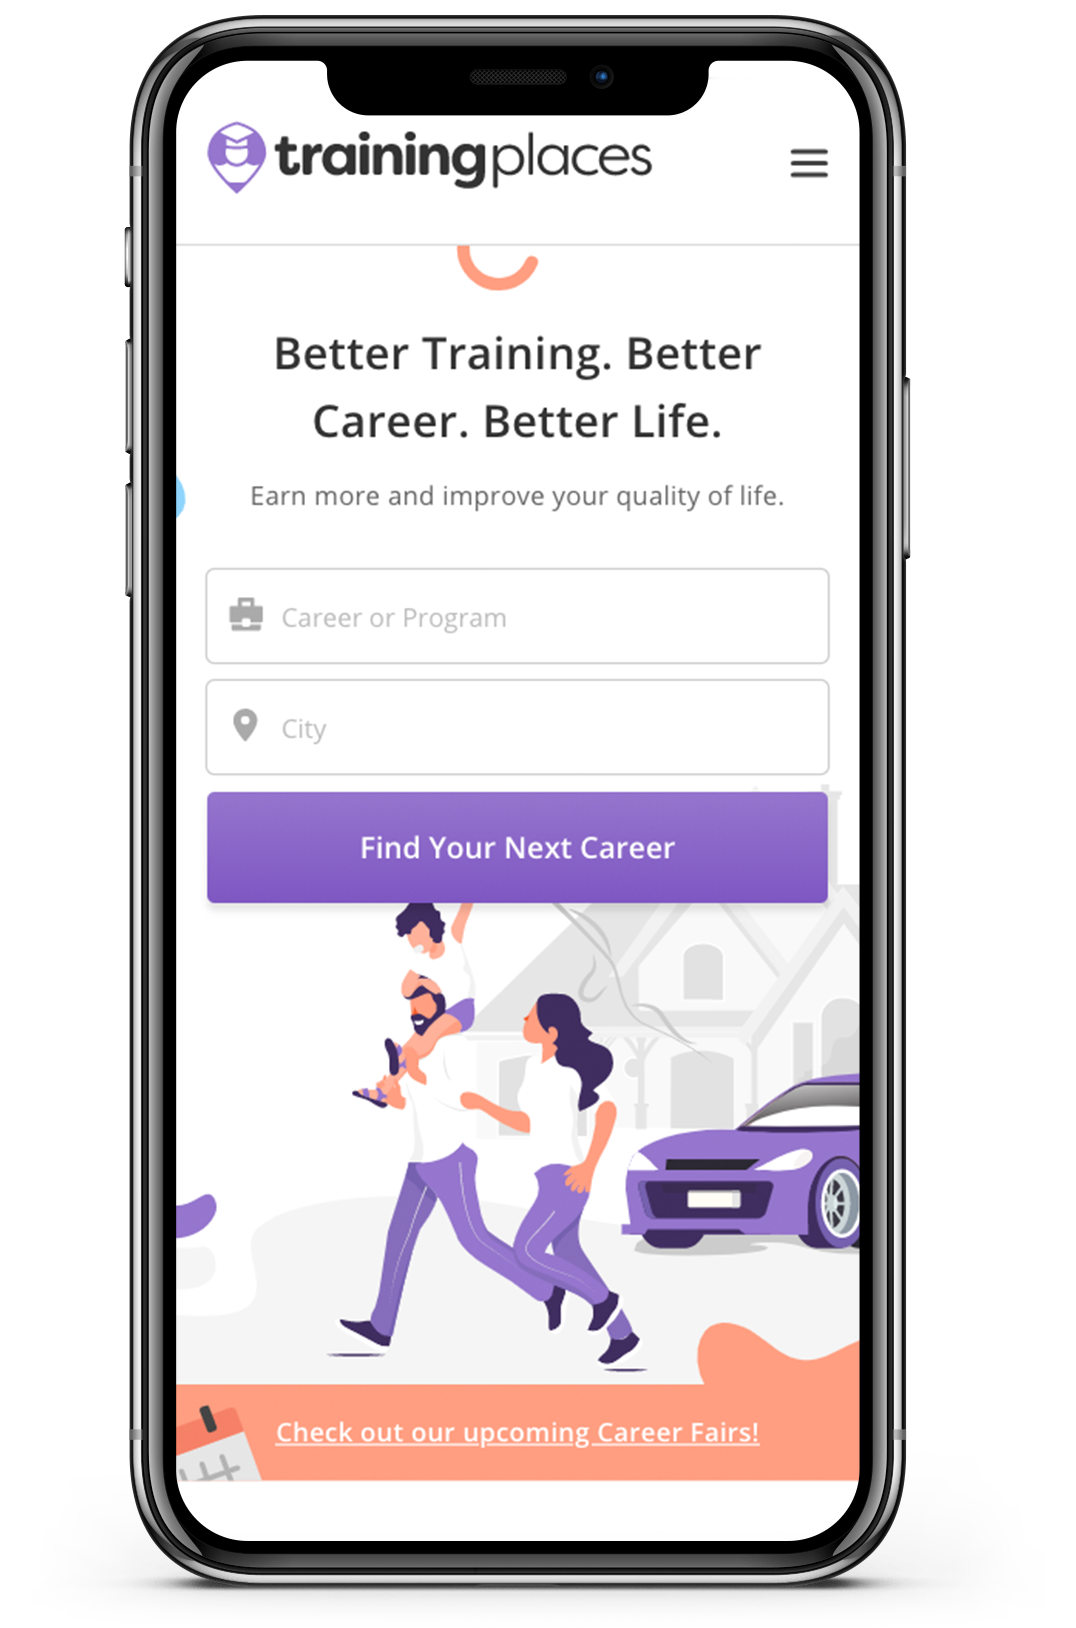 trainingplaces
Better Training. Better
Career. Better Life.
Earn more and improve your quality of life.
Career or Program
City
Find Your Next Career
Check out our upcoming Career Fairs!